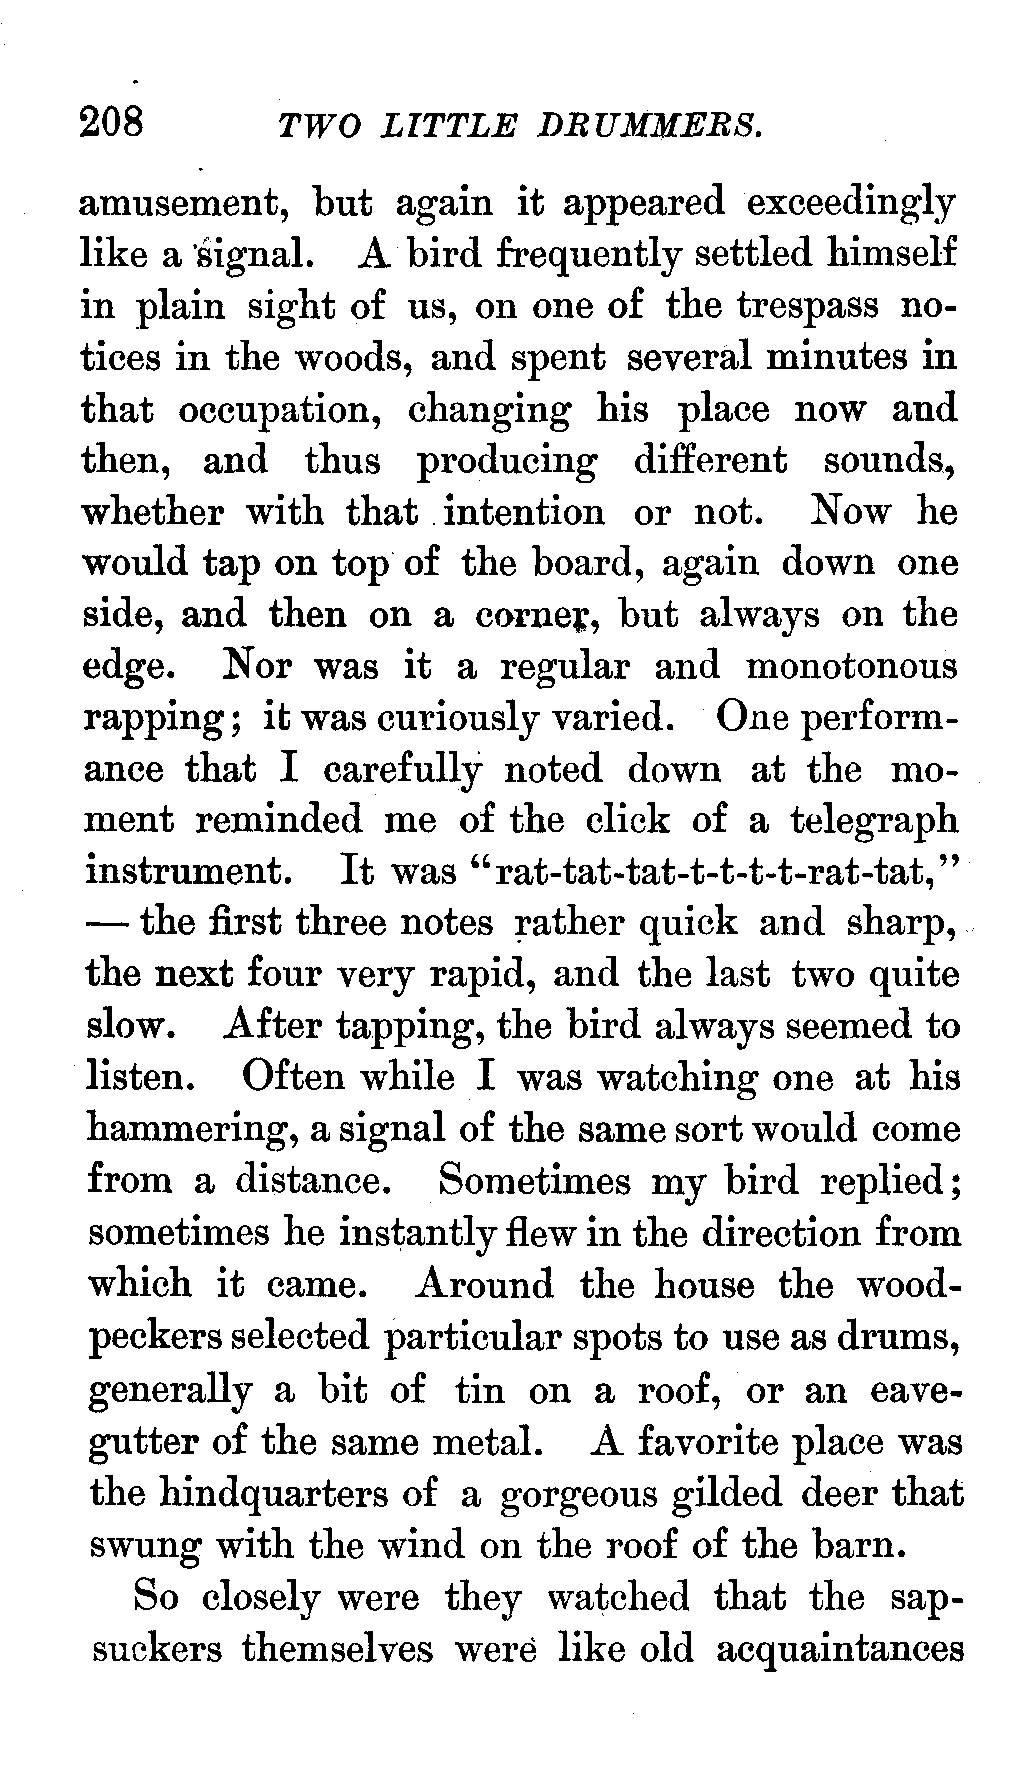 208 TWO LITTLE DRUMMERS.
amusement, but again it appeared exceedingly
like a signal. A bird frequently settled himself
in plain sight of us, on one of the trespass no-
tices in the woods, and spent several minutes in
that occupation, changing his place now and
then, and thus producing different sounds,
whether with that intention or not. Now he
would tap on top of the board, again down one
side, and then on a corner, but always on the
edge. Nor was it a regular and monotonous
rapping; it was curiously varied. One perform-
ance that I carefully noted down at the mo-
ment reminded me of the click of a telegraph
instrument. It was “rat-tat-tat-t-t-t-t-rat-tat,”
— the first three notes rather quick and sharp,
the next four very rapid, and the last two quite
slow. After tapping, the bird always seemed to
listen. Often while I was watching one at his
hammering, a signal of the same sort would come
from a distance. Sometimes my bird replied;
sometimes he instantly flew in the direction from
which it came. Around the house the wood-
peckers selected particular spots to use as drums,
generally a bit of tin on a roof, or an eave-
gutter of the same metal. A favorite place was
the hindquarters of a gorgeous gilded deer that
swung with the wind on the roof of the barn.
So closely were they watched that the sap-
suckers themselves were like old acquaintances